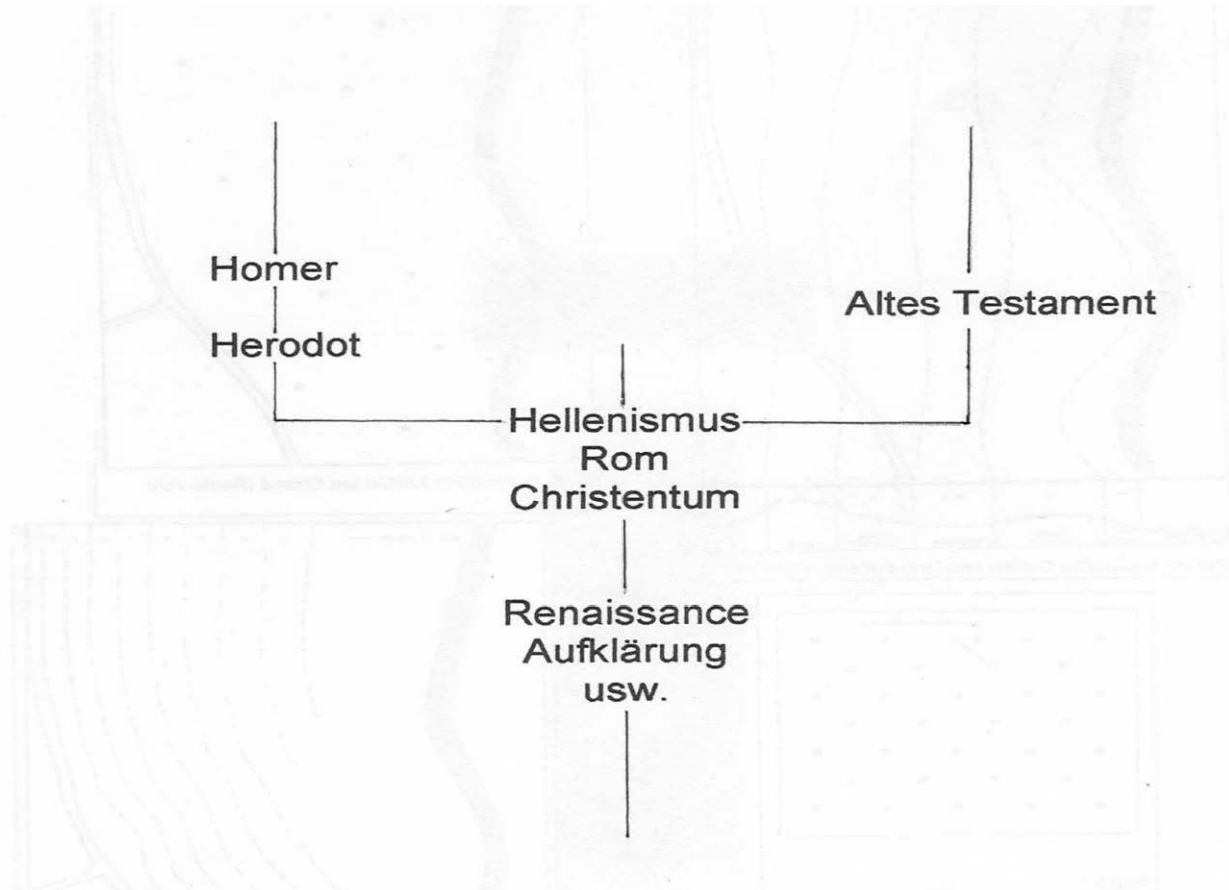 Homer
Herodot
Altes Testament
Hellenismus
Rom
Christentum
Renaissance
Aufklärung
usw.